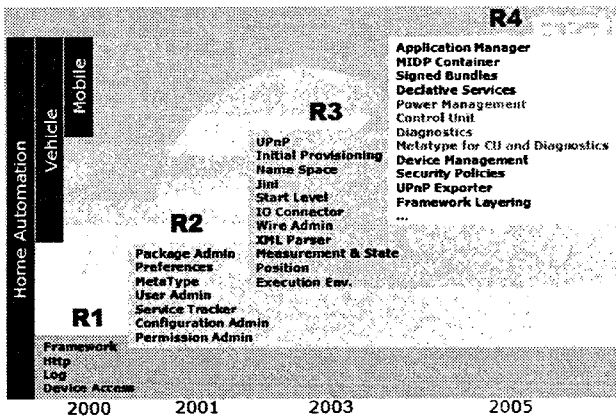 R4
Application Manager
MIDP Container
Signed Bundles
Declative Services
Power Management
Control Unit
Diagnostics
Metatype for CU and Diagnostics
Device Management
Security Policies
UPnP Exporter
Framework Layering
...
R3
UPnP
Initial Provisioning
Name Space
Jini
Start Level
IO Connector
Wire Admin
XML Parser
Measurement & State
Position
Execution Env.
R2
Package Admin
Preferences
MetaType
User Admin
Service Tracker
Configuration Admin
Permission Admin
R1
Framework
Http
Log
Device Access
Home Automation
Vehicle
Mobile
2000 2001 2003 2005